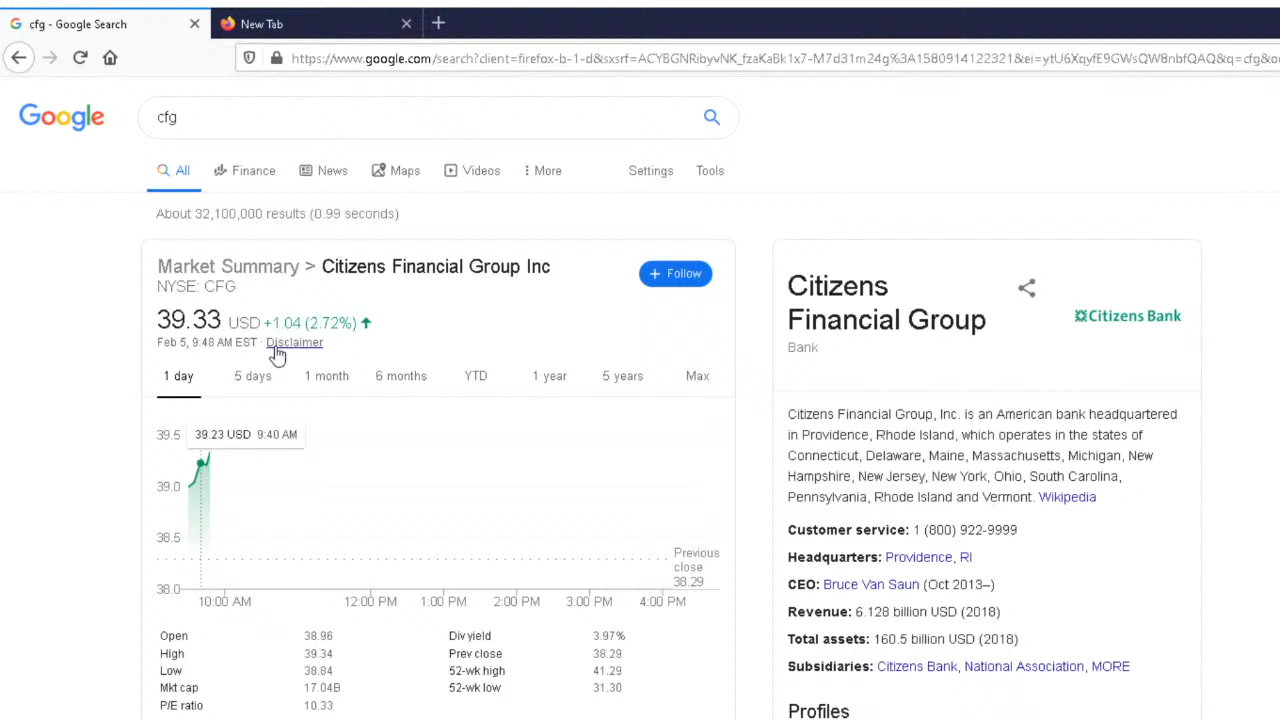 cfg - Google Search
New Tab
https://www.google.com/search?client=firefox-b-1-d&sxsrf=ACYBGNRibyvNK_fzaKaBk1x7-M7d31m24g%3A1580914122321&ei=ytU6XqyfE9GWsQW8nbfQAQ&q=cfg&oq
Google
cfg
All Finance News Maps Videos More Settings Tools
About 32,100,000 results (0.99 seconds)
Market Summary > Citizens Financial Group Inc
NYSE: CFG
+ Follow
39.33 USD +1.04 (2.72%)
Feb 5, 9:48 AM EST · Disclaimer
1 day 5 days 1 month 6 months YTD 1 year 5 years Max
39.23 USD 9:40 AM
39.5
39.0
38.5
38.0
Previous
close
38.29
10:00 AM 12:00 PM 1:00 PM 2:00 PM 3:00 PM 4:00 PM
Open 38.96 Div yield 3.97%
High 39.34 Prev close 38.29
Low 38.84 52-wk high 41.29
Mkt cap 17.04B 52-wk low 31.30
P/E ratio 10.33
Citizens
Financial Group
Bank
Citizens Bank
Citizens Financial Group, Inc. is an American bank headquartered
in Providence, Rhode Island, which operates in the states of
Connecticut, Delaware, Maine, Massachusetts, Michigan, New
Hampshire, New Jersey, New York, Ohio, South Carolina,
Pennsylvania, Rhode Island and Vermont. Wikipedia
Customer service: 1 (800) 922-9999
Headquarters: Providence, RI
CEO: Bruce Van Saun (Oct 2013–)
Revenue: 6.128 billion USD (2018)
Total assets: 160.5 billion USD (2018)
Subsidiaries: Citizens Bank, National Association, MORE
Profiles